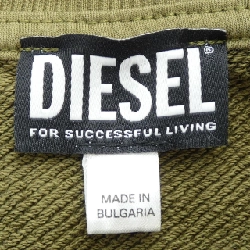 DIESEL®
FOR SUCCESSFUL LIVING
MADE IN
BULGARIA